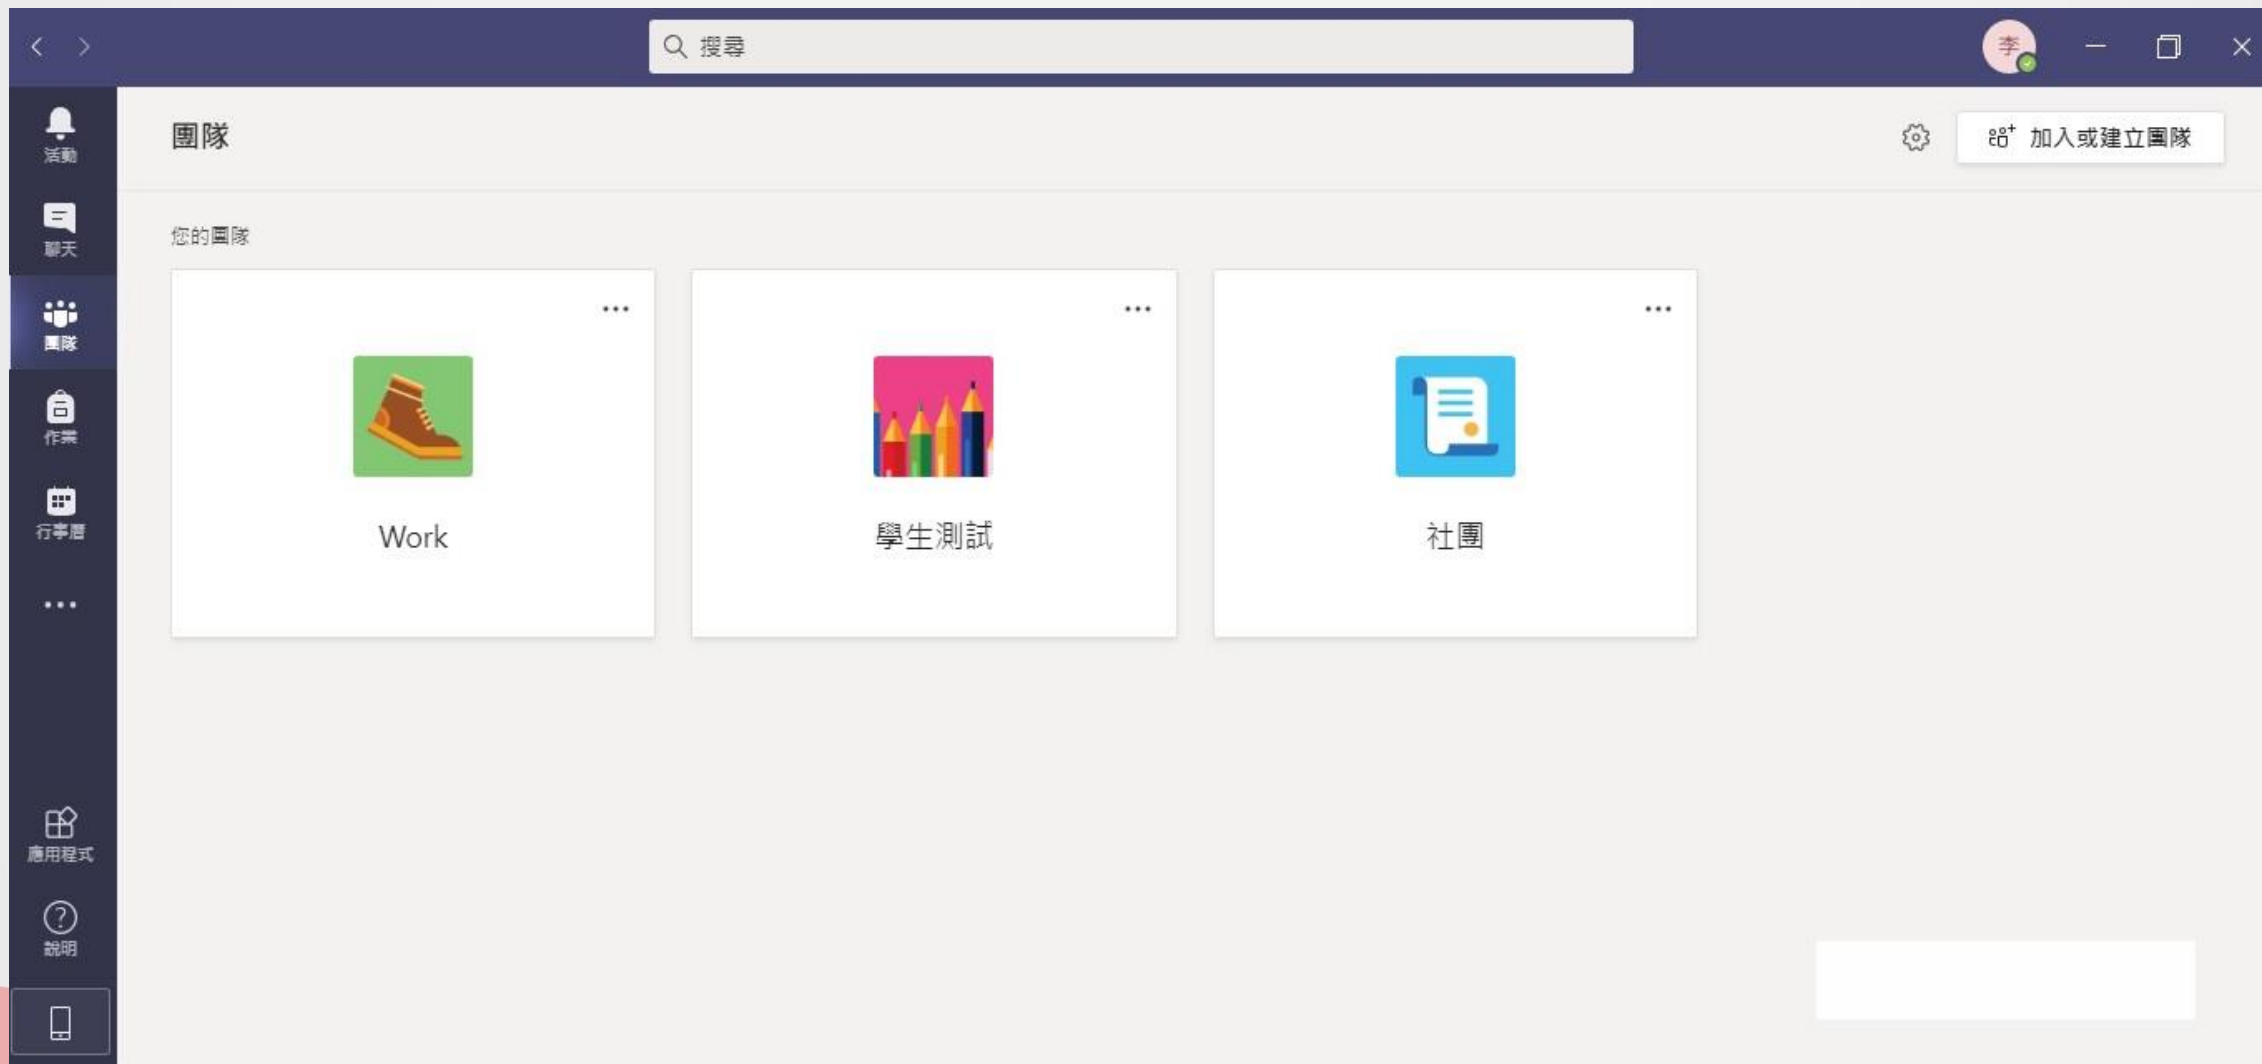 搜尋
李
活動
聊天
團隊
作業
行事曆
應用程式
說明
團隊
加入或建立團隊
您的團隊
Work
學生測試
社團